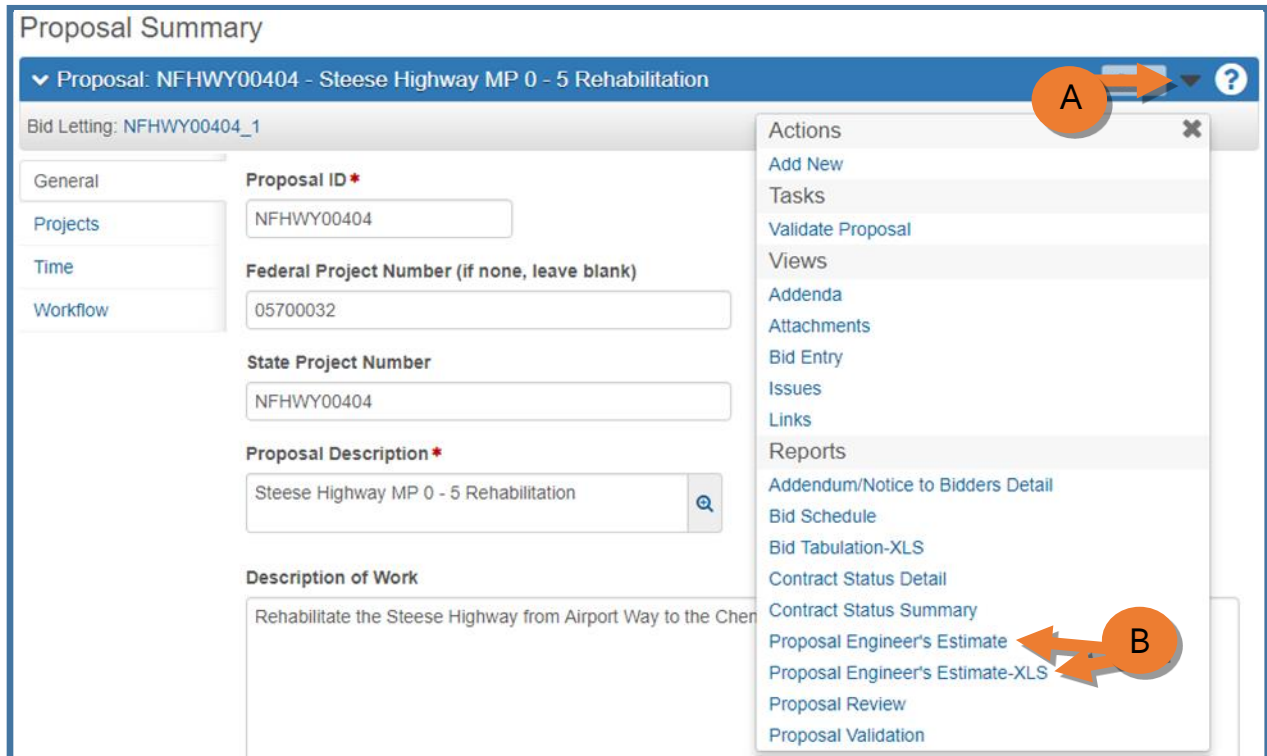 Proposal Summary
Proposal: NFHWY00404 - Steese Highway MP 0 - 5 Rehabilitation
A
?
Bid Letting: NFHWY00404_1
General
Projects
Time
Workflow
Proposal ID*
NFHWY00404
Federal Project Number (if none, leave blank)
05700032
State Project Number
NFHWY00404
Proposal Description*
Steese Highway MP 0 - 5 Rehabilitation
Description of Work
Rehabilitate the Steese Highway from Airport Way to the
Actions
Add New
Tasks
Validate Proposal
Views
Addenda
Attachments
Bid Entry
Issues
Links
Reports
Addendum/Notice to Bidders Detail
Bid Schedule
Bid Tabulation-XLS
Contract Status Detail
Contract Status Summary
Proposal Engineer's Estimate
B
Proposal Engineer's Estimate-XLS
Proposal Review
Proposal Validation